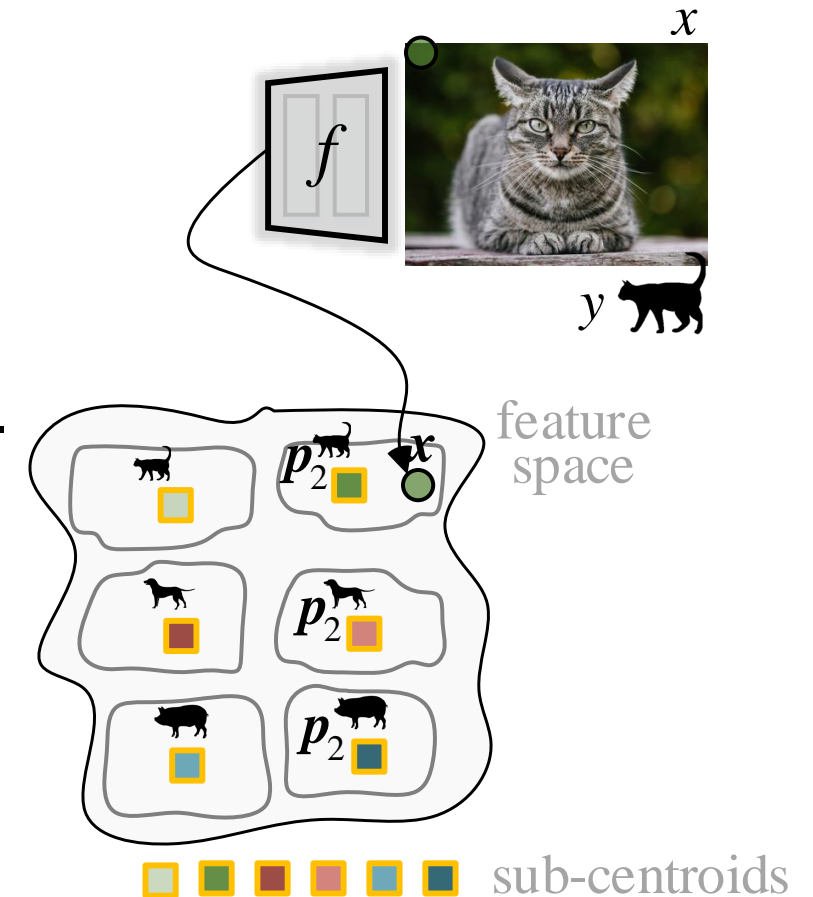 x
f
y
feature
space
p2 x
p2
p2
sub-centroids